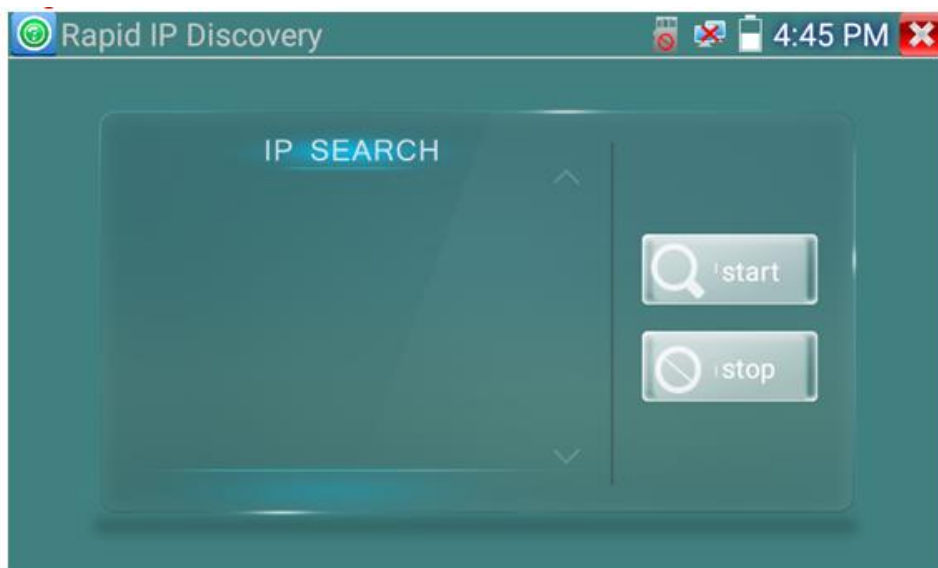 Rapid IP Discovery
4:45 PM
IP SEARCH
start
stop